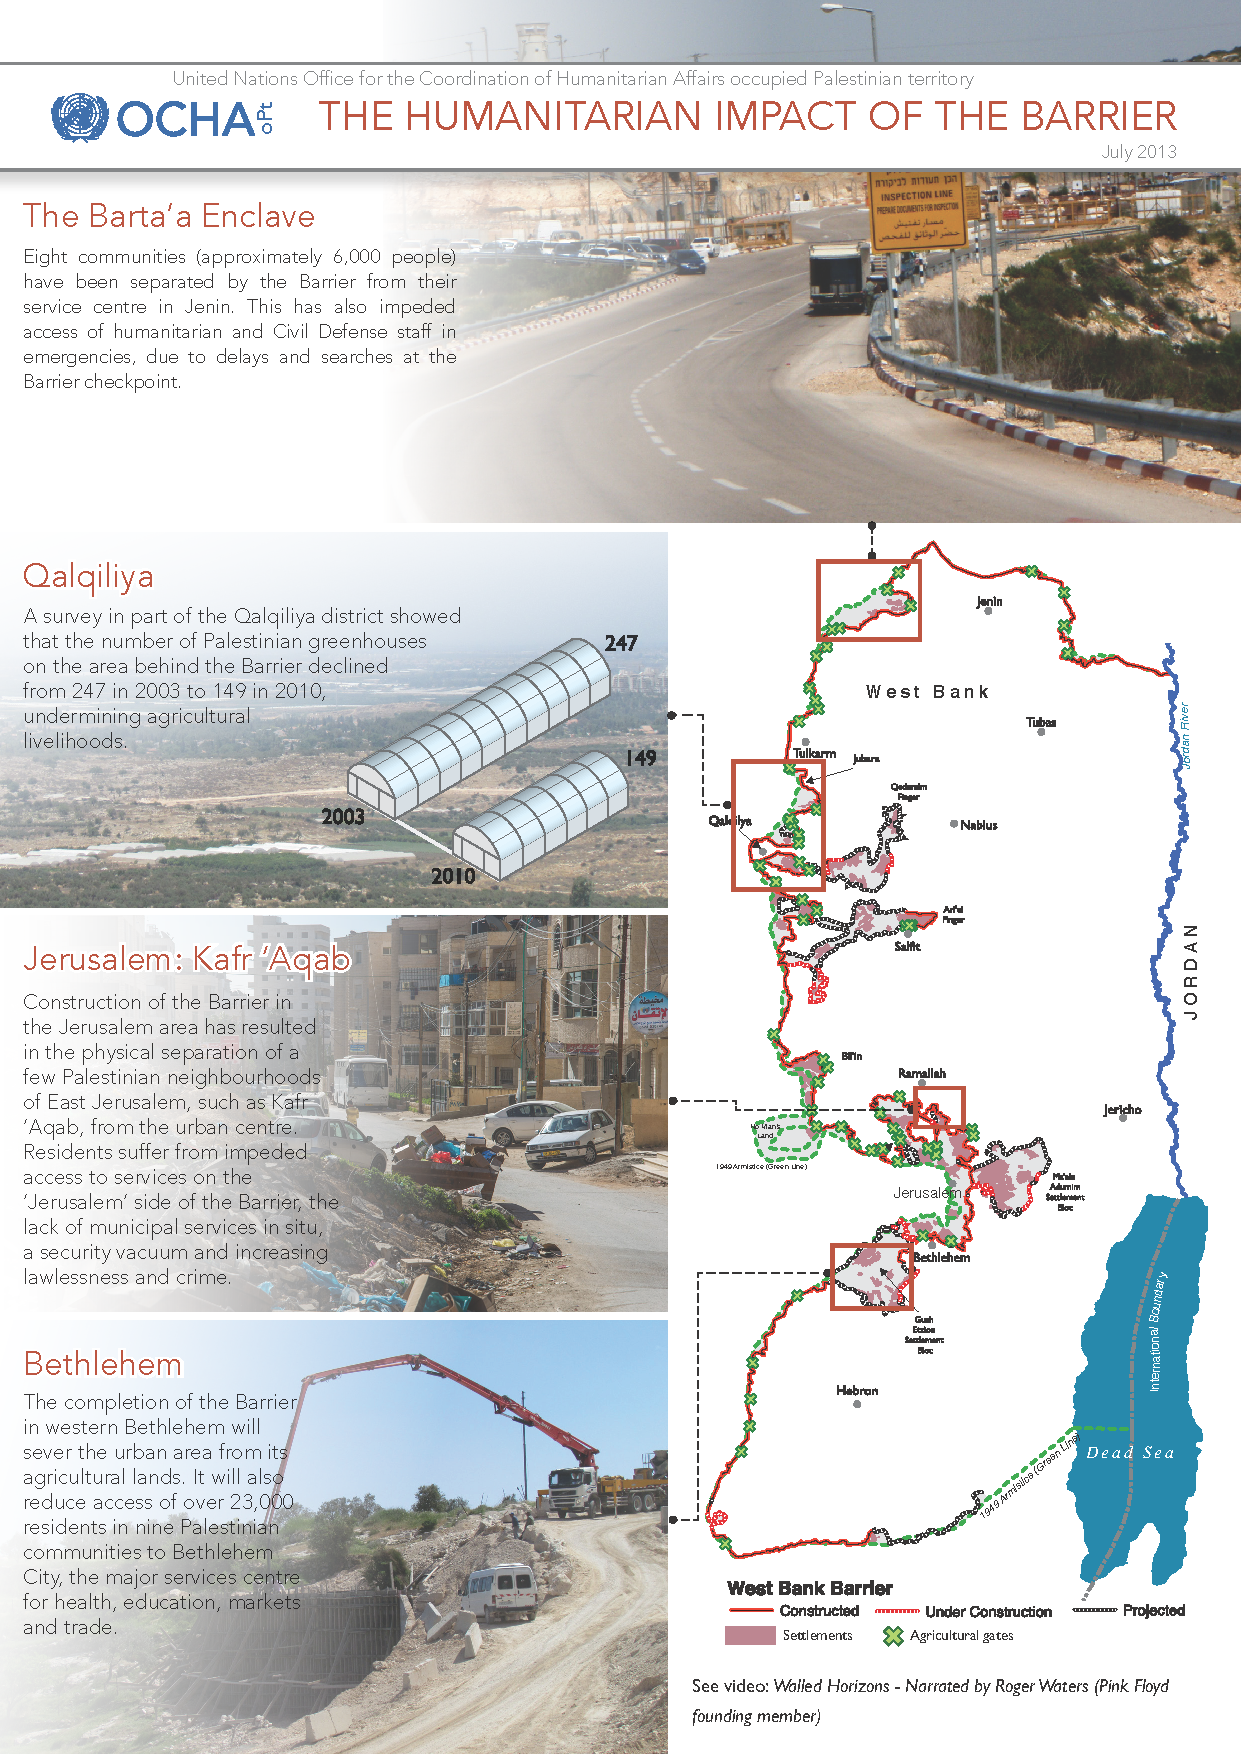 United Nations Office for the Coordination of Humanitarian Affairs occupied Palestinian territory
OCHA oPt
THE HUMANITARIAN IMPACT OF THE BARRIER
July 2013
INSPECTION LINE
PREPARE DOCUMENTS FOR INSPECTION
The Barta’a Enclave
Eight communities (approximately 6,000 people)
have been separated by the Barrier from their
service centre in Jenin. This has also impeded
access of humanitarian and Civil Defense staff in
emergencies, due to delays and searches at the
Barrier checkpoint.
Qalqiliya
A survey in part of the Qalqiliya district showed
that the number of Palestinian greenhouses
on the area behind the Barrier declined
from 247 in 2003 to 149 in 2010,
undermining agricultural
livelihoods.
247
149
2003
2010
Jerusalem: Kafr ‘Aqab
Construction of the Barrier in
the Jerusalem area has resulted
in the physical separation of a
few Palestinian neighbourhoods
of East Jerusalem, such as Kafr
‘Aqab, from the urban centre.
Residents suffer from impeded
access to services on the
‘Jerusalem’ side of the Barrier, the
lack of municipal services in situ,
a security vacuum and increasing
lawlessness and crime.
Bethlehem
The completion of the Barrier
in western Bethlehem will
sever the urban area from its
agricultural lands. It will also
reduce access of over 23,000
residents in nine Palestinian
communities to Bethlehem
City, the major services centre
for health, education, markets
and trade.
Jenin
West Bank
Tubas
Jordan River
Tulkarm
Jubara
Qedumim
Finger
Qalqilya
Nablus
Ari'el
Finger
Salfit
JORDAN
Bil'in
Ramallah
Jericho
No Man's
Land
1949 Armistice (Green Line)
Jerusalem
Ma'ale
Adumim
Settlement
Bloc
Bethlehem
Gush
Etzion
Settlement
Bloc
International Boundary
Hebron
1949 Armistice (Green Line)
Dead Sea
West Bank Barrier
Constructed
Under Construction
Projected
Settlements
Agricultural gates
See video: Walled Horizons - Narrated by Roger Waters (Pink Floyd
founding member)